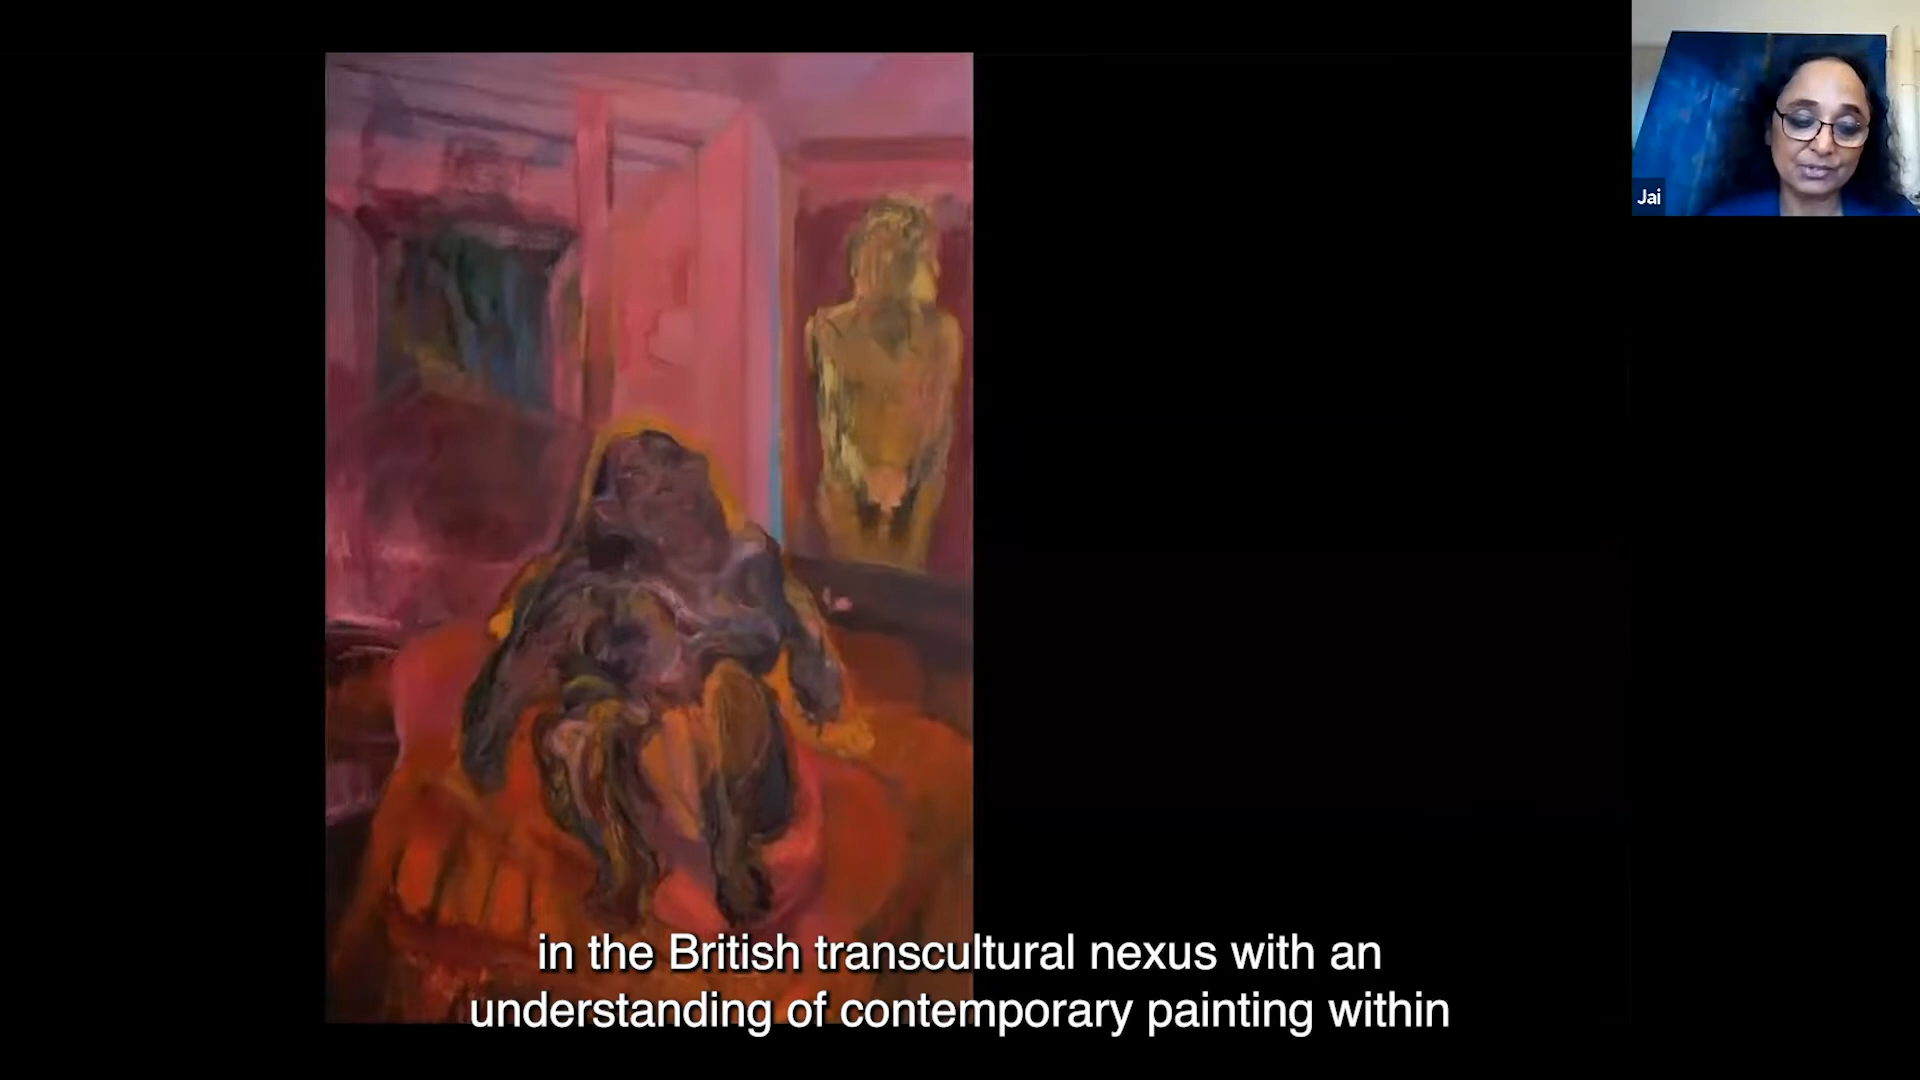 Jai
in the British transcultural nexus with an
understanding of contemporary painting within